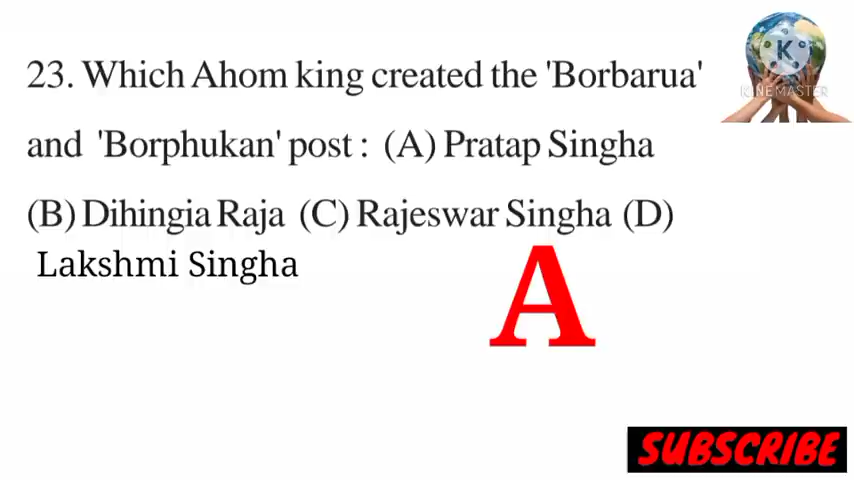 23. Which Ahom king created the 'Borbarua'
and 'Borphukan' post : (A) Pratap Singha
(B) Dihingia Raja (C) Rajeswar Singha (D)
Lakshmi Singha
A
K
KINEMASTER
SUBSCRIBE